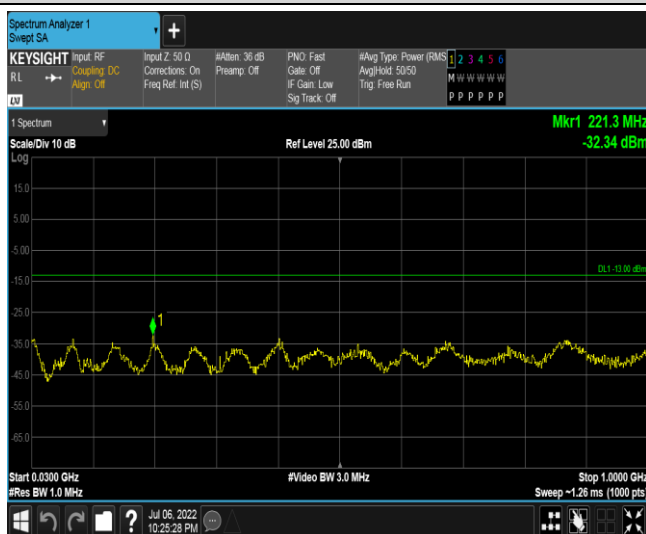 Spectrum Analyzer 1
Swept SA
+
KEYSIGHT
RL
LXI
Input: RF
Coupling: DC
Align: Off
Input Z: 50 Ω
Corrections: On
Freq Ref: Int (S)
#Atten: 36 dB
Preamp: Off
PNO: Fast
Gate: Off
IF Gain: Low
Sig Track: Off
#Avg Type: Power (RMS
Avg|Hold: 50/50
Trig: Free Run
1 2 3 4 5 6
M W W W W W
P P P P P P
1 Spectrum
Scale/Div 10 dB
Ref Level 25.00 dBm
Mkr1 221.3 MHz
-32.34 dBm
Log
15.0
5.00
-5.00
-15.0
-25.0
-35.0
-45.0
-55.0
-65.0
DL1 -13.00 dBm
1
Start 0.0300 GHz
#Video BW 3.0 MHz
Stop 1.0000 GHz
#Res BW 1.0 MHz
Sweep ~1.26 ms (1000 pts)
?
Jul 06, 2022
10:25:28 PM